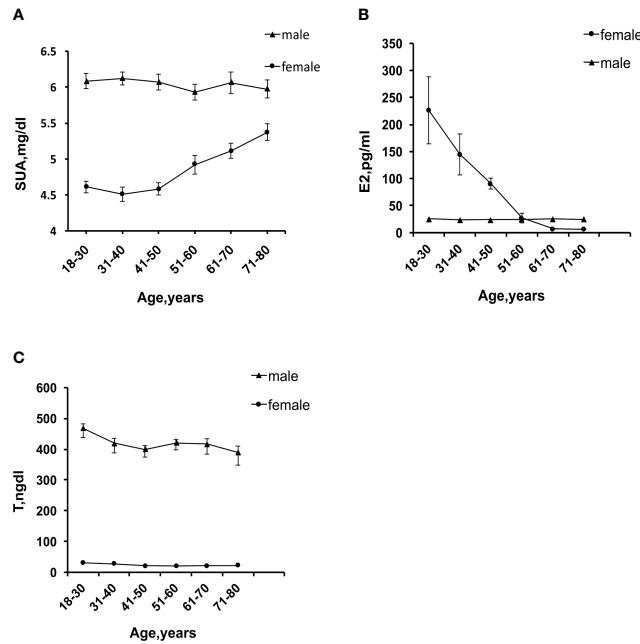 A
male
female
6.5
6
5.5
5
4.5
4
SUA,mg/dl
18-30
31-40
41-50
51-60
61-70
71-80
Age,years
B
female
male
350
300
250
200
150
100
50
0
E2,pg/ml
18-30
31-40
41-50
51-60
61-70
71-80
Age,years
C
male
female
600
500
400
300
200
100
0
T,ngdl
18-30
31-40
41-50
51-60
61-70
71-80
Age,years